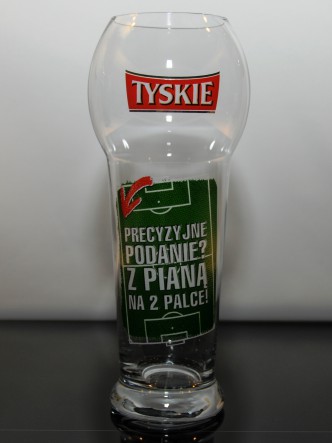 TYSKIE
PRECYZYJNE
PODANIE?
Z PIANĄ
NA 2 PALCE!